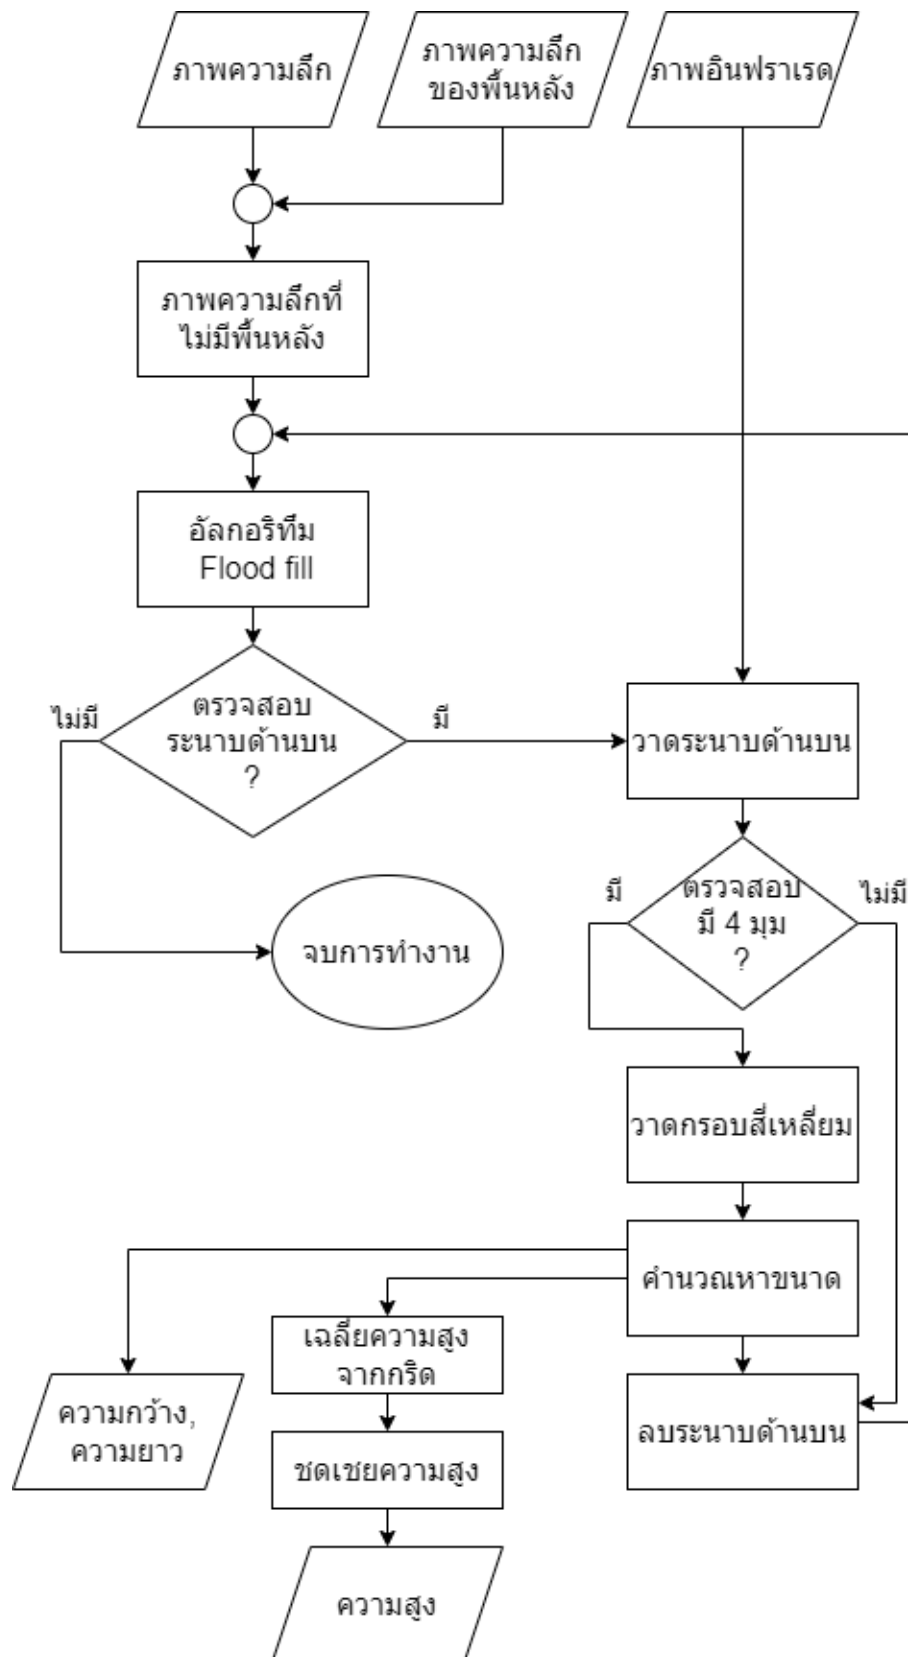 ภาพความลึก
ภาพความลึก
ของพื้นหลัง
ภาพอินฟราเรด
ภาพความลึกที่
ไม่มีพื้นหลัง
อัลกอริทึม
Flood fill
ตรวจสอบ
ระนาบด้านบน
?
ไม่มี
มี
วาดระนาบด้านบน
จบการทำงาน
ตรวจสอบ
มี 4 มุม
?
มี
ไม่มี
วาดกรอบสี่เหลี่ยม
คำนวณหาขนาด
เฉลี่ยความสูง
จากกริด
ความกว้าง,
ความยาว
ลบระนาบด้านบน
ชดเชยความสูง
ความสูง